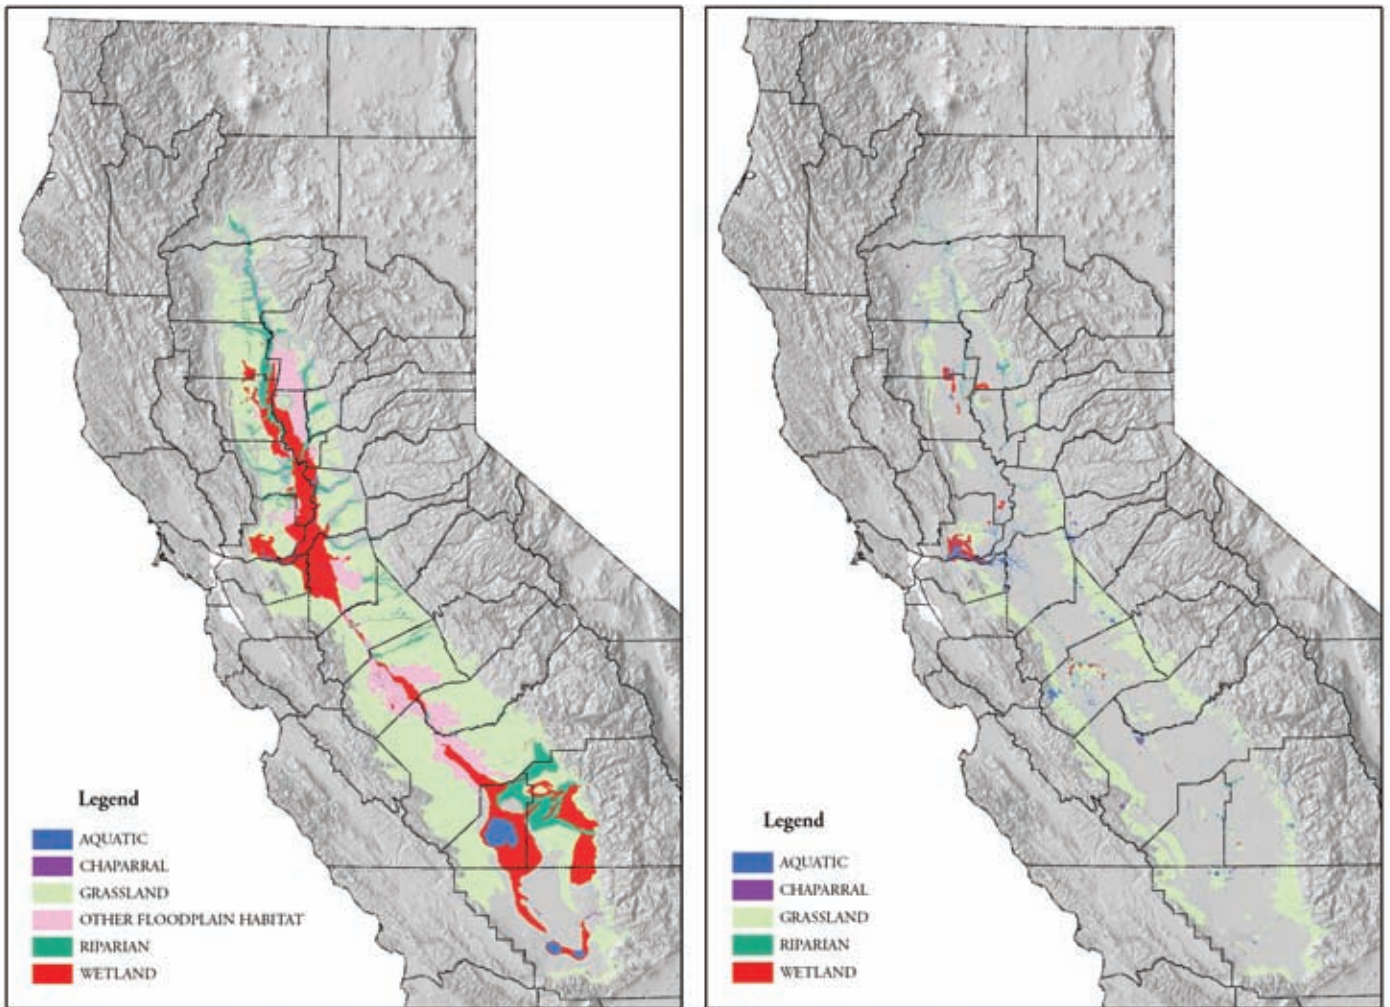 Legend
AQUATIC
CHAPARRAL
GRASSLAND
OTHER FLOODPLAIN HABITAT
RIPARIAN
WETLAND
Legend
AQUATIC
CHAPARRAL
GRASSLAND
RIPARIAN
WETLAND